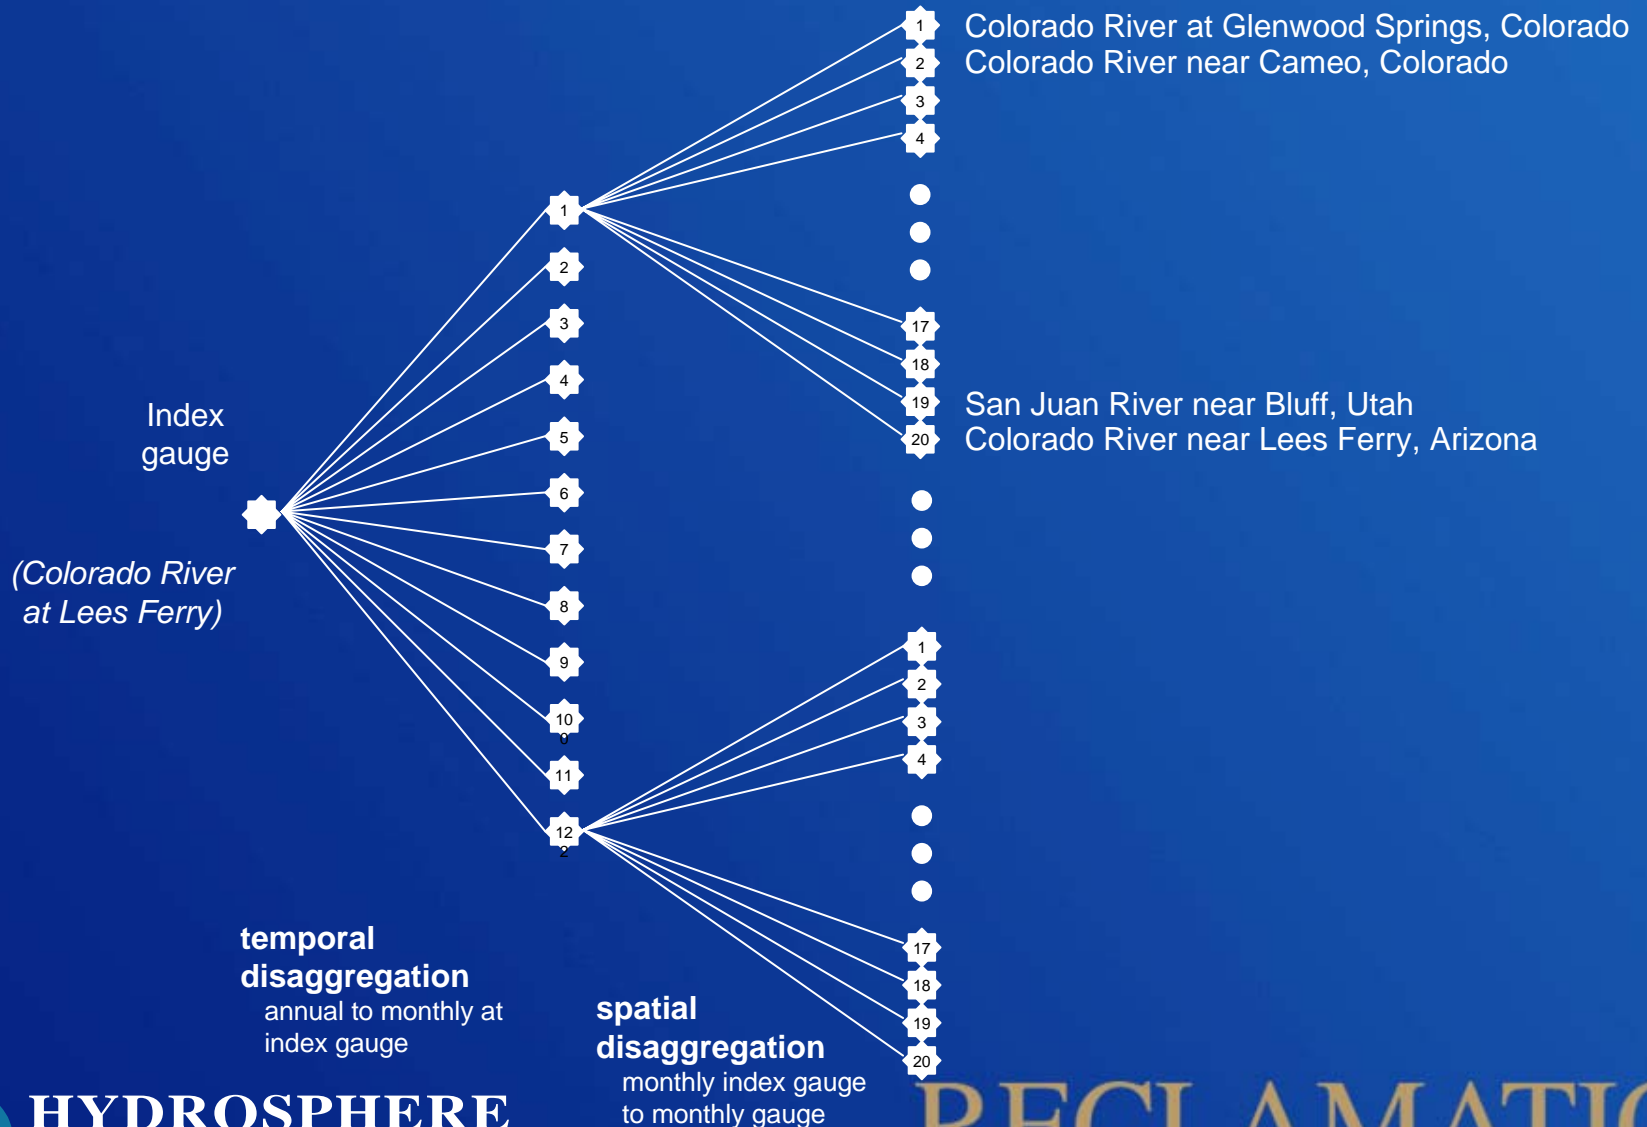 1 Colorado River at Glenwood Springs, Colorado
2 Colorado River near Cameo, Colorado
3
4
17
18
19 San Juan River near Bluff, Utah
20 Colorado River near Lees Ferry, Arizona
Index
gauge
(Colorado River
at Lees Ferry)
1
2
3
4
5
6
7
8
9
10
11
12
2
1
2
3
4
17
18
19
20
temporal
disaggregation
annual to monthly at
index gauge
spatial
disaggregation
monthly index gauge
to monthly gauge
HYDROSPHERE